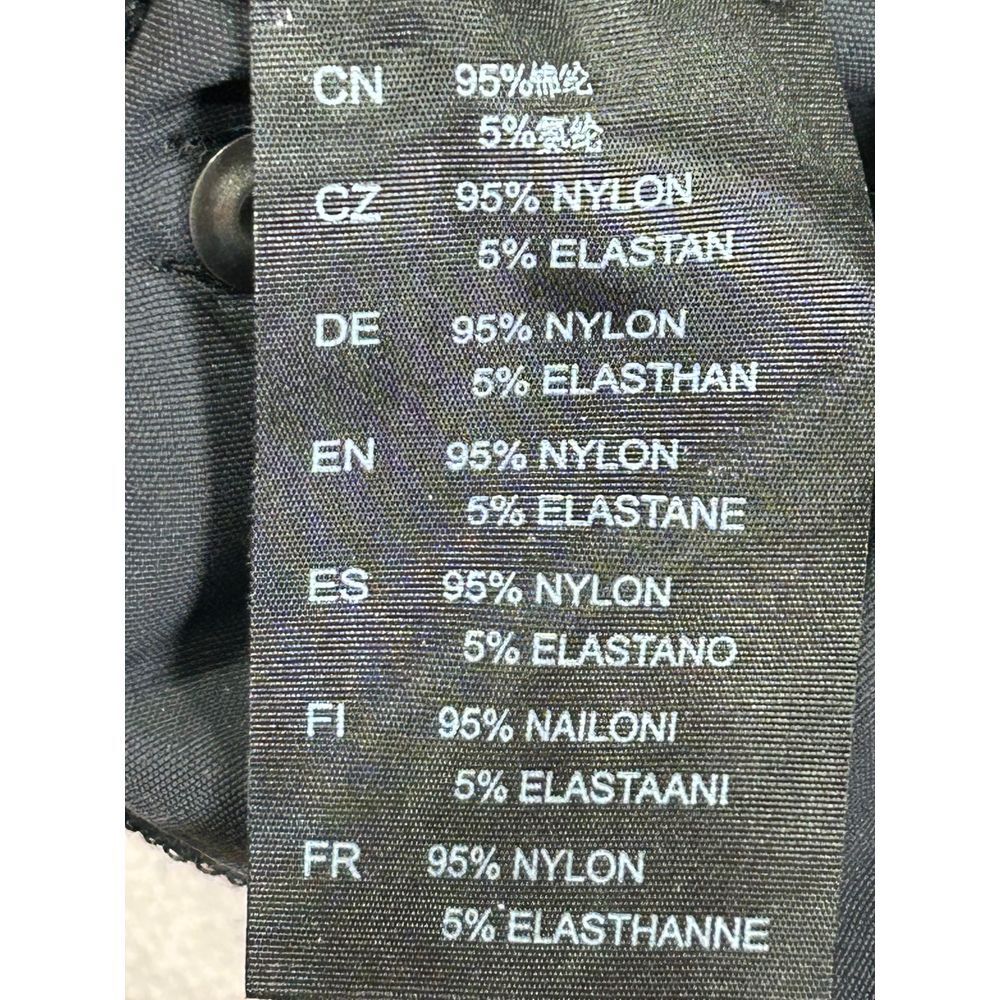 CN 95%锦纶
5%氨纶
CZ 95% NYLON
5% ELASTAN
DE 95% NYLON
5% ELASTHAN
EN 95% NYLON
5% ELASTANE
ES 95% NYLON
5% ELASTANO
FI 95% NAILONI
5% ELASTAANI
FR 95% NYLON
5% ELASTHANNE